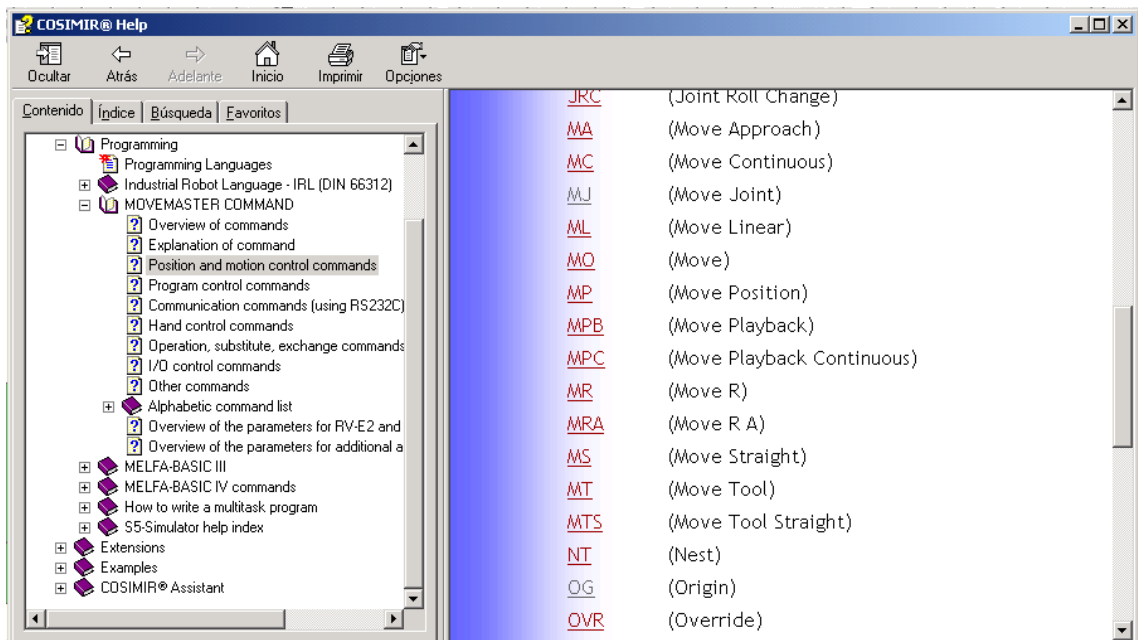 COSIMIR® Help
Ocultar Atrás Adelante Inicio Imprimir Opciones
Contenido Índice Búsqueda Favoritos
Programming
Programming Languages
Industrial Robot Language - IRL (DIN 66312)
MOVEMASTER COMMAND
Overview of commands
Explanation of command
Position and motion control commands
Program control commands
Communication commands (using RS232C)
Hand control commands
Operation, substitute, exchange commands
I/O control commands
Other commands
Alphabetic command list
Overview of the parameters for RV-E2 and
Overview of the parameters for additional a
MELFA-BASIC III
MELFA-BASIC IV commands
How to write a multitask program
S5-Simulator help index
Extensions
Examples
COSIMIR® Assistant
JRC (Joint Roll Change)
MA (Move Approach)
MC (Move Continuous)
MJ (Move Joint)
ML (Move Linear)
MO (Move)
MP (Move Position)
MPB (Move Playback)
MPC (Move Playback Continuous)
MR (Move R)
MRA (Move R A)
MS (Move Straight)
MT (Move Tool)
MTS (Move Tool Straight)
NT (Nest)
OG (Origin)
OVR (Override)